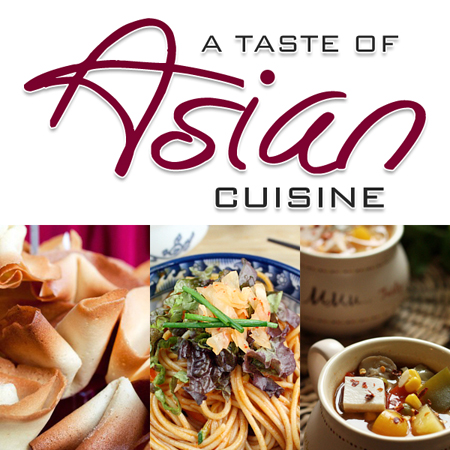 A TASTE OF
Asian
CUISINE